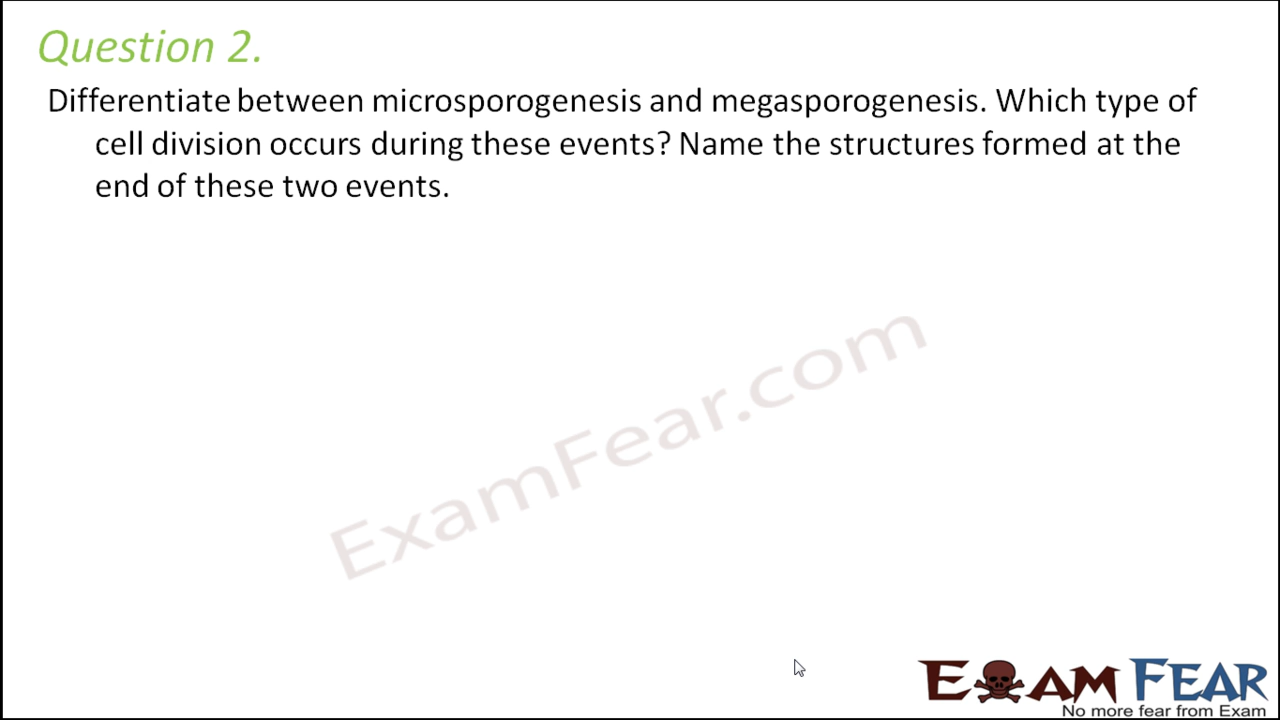 Question 2.
Differentiate between microsporogenesis and megasporogenesis. Which type of
cell division occurs during these events? Name the structures formed at the
end of these two events.
ExamFear.com
EXAM FEAR
No more fear from Exam